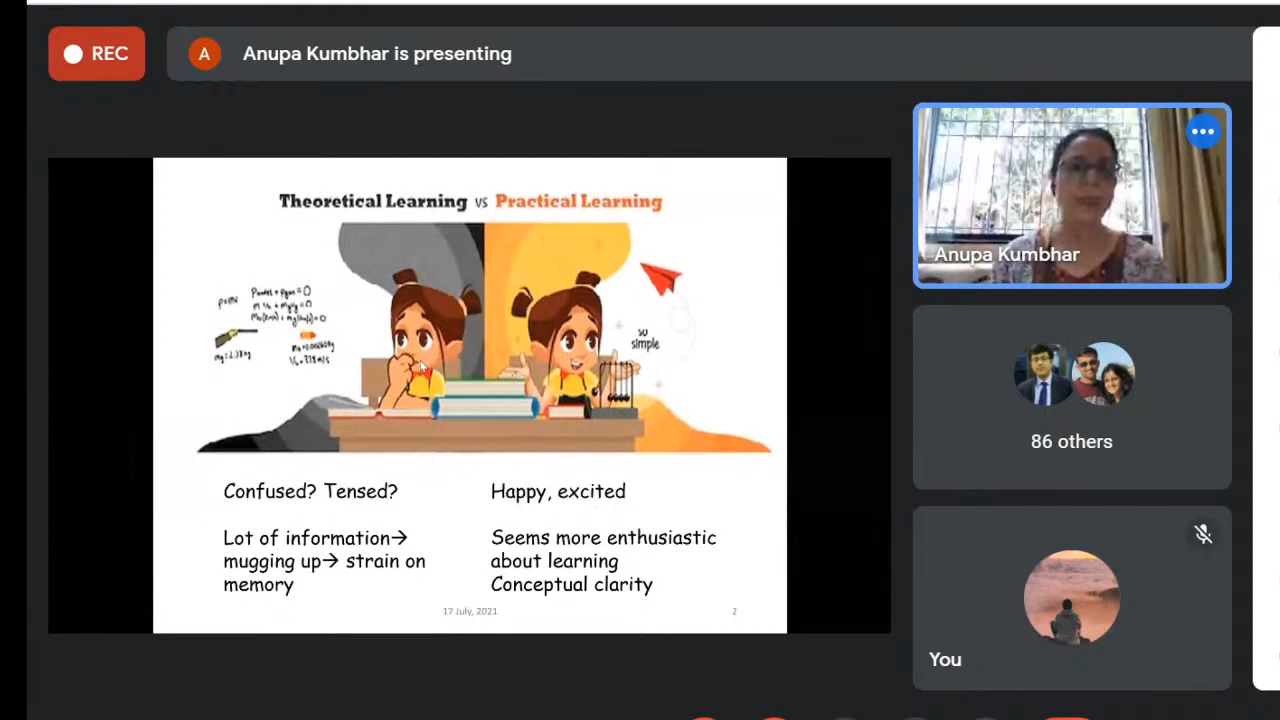 REC
A
Anupa Kumbhar is presenting
Theoretical Learning vs Practical Learning
so
simple
Confused? Tensed?
Happy, excited
Lot of information→
mugging up→ strain on
memory
Seems more enthusiastic
about learning
Conceptual clarity
17 July, 2021
2
Anupa Kumbhar
86 others
You